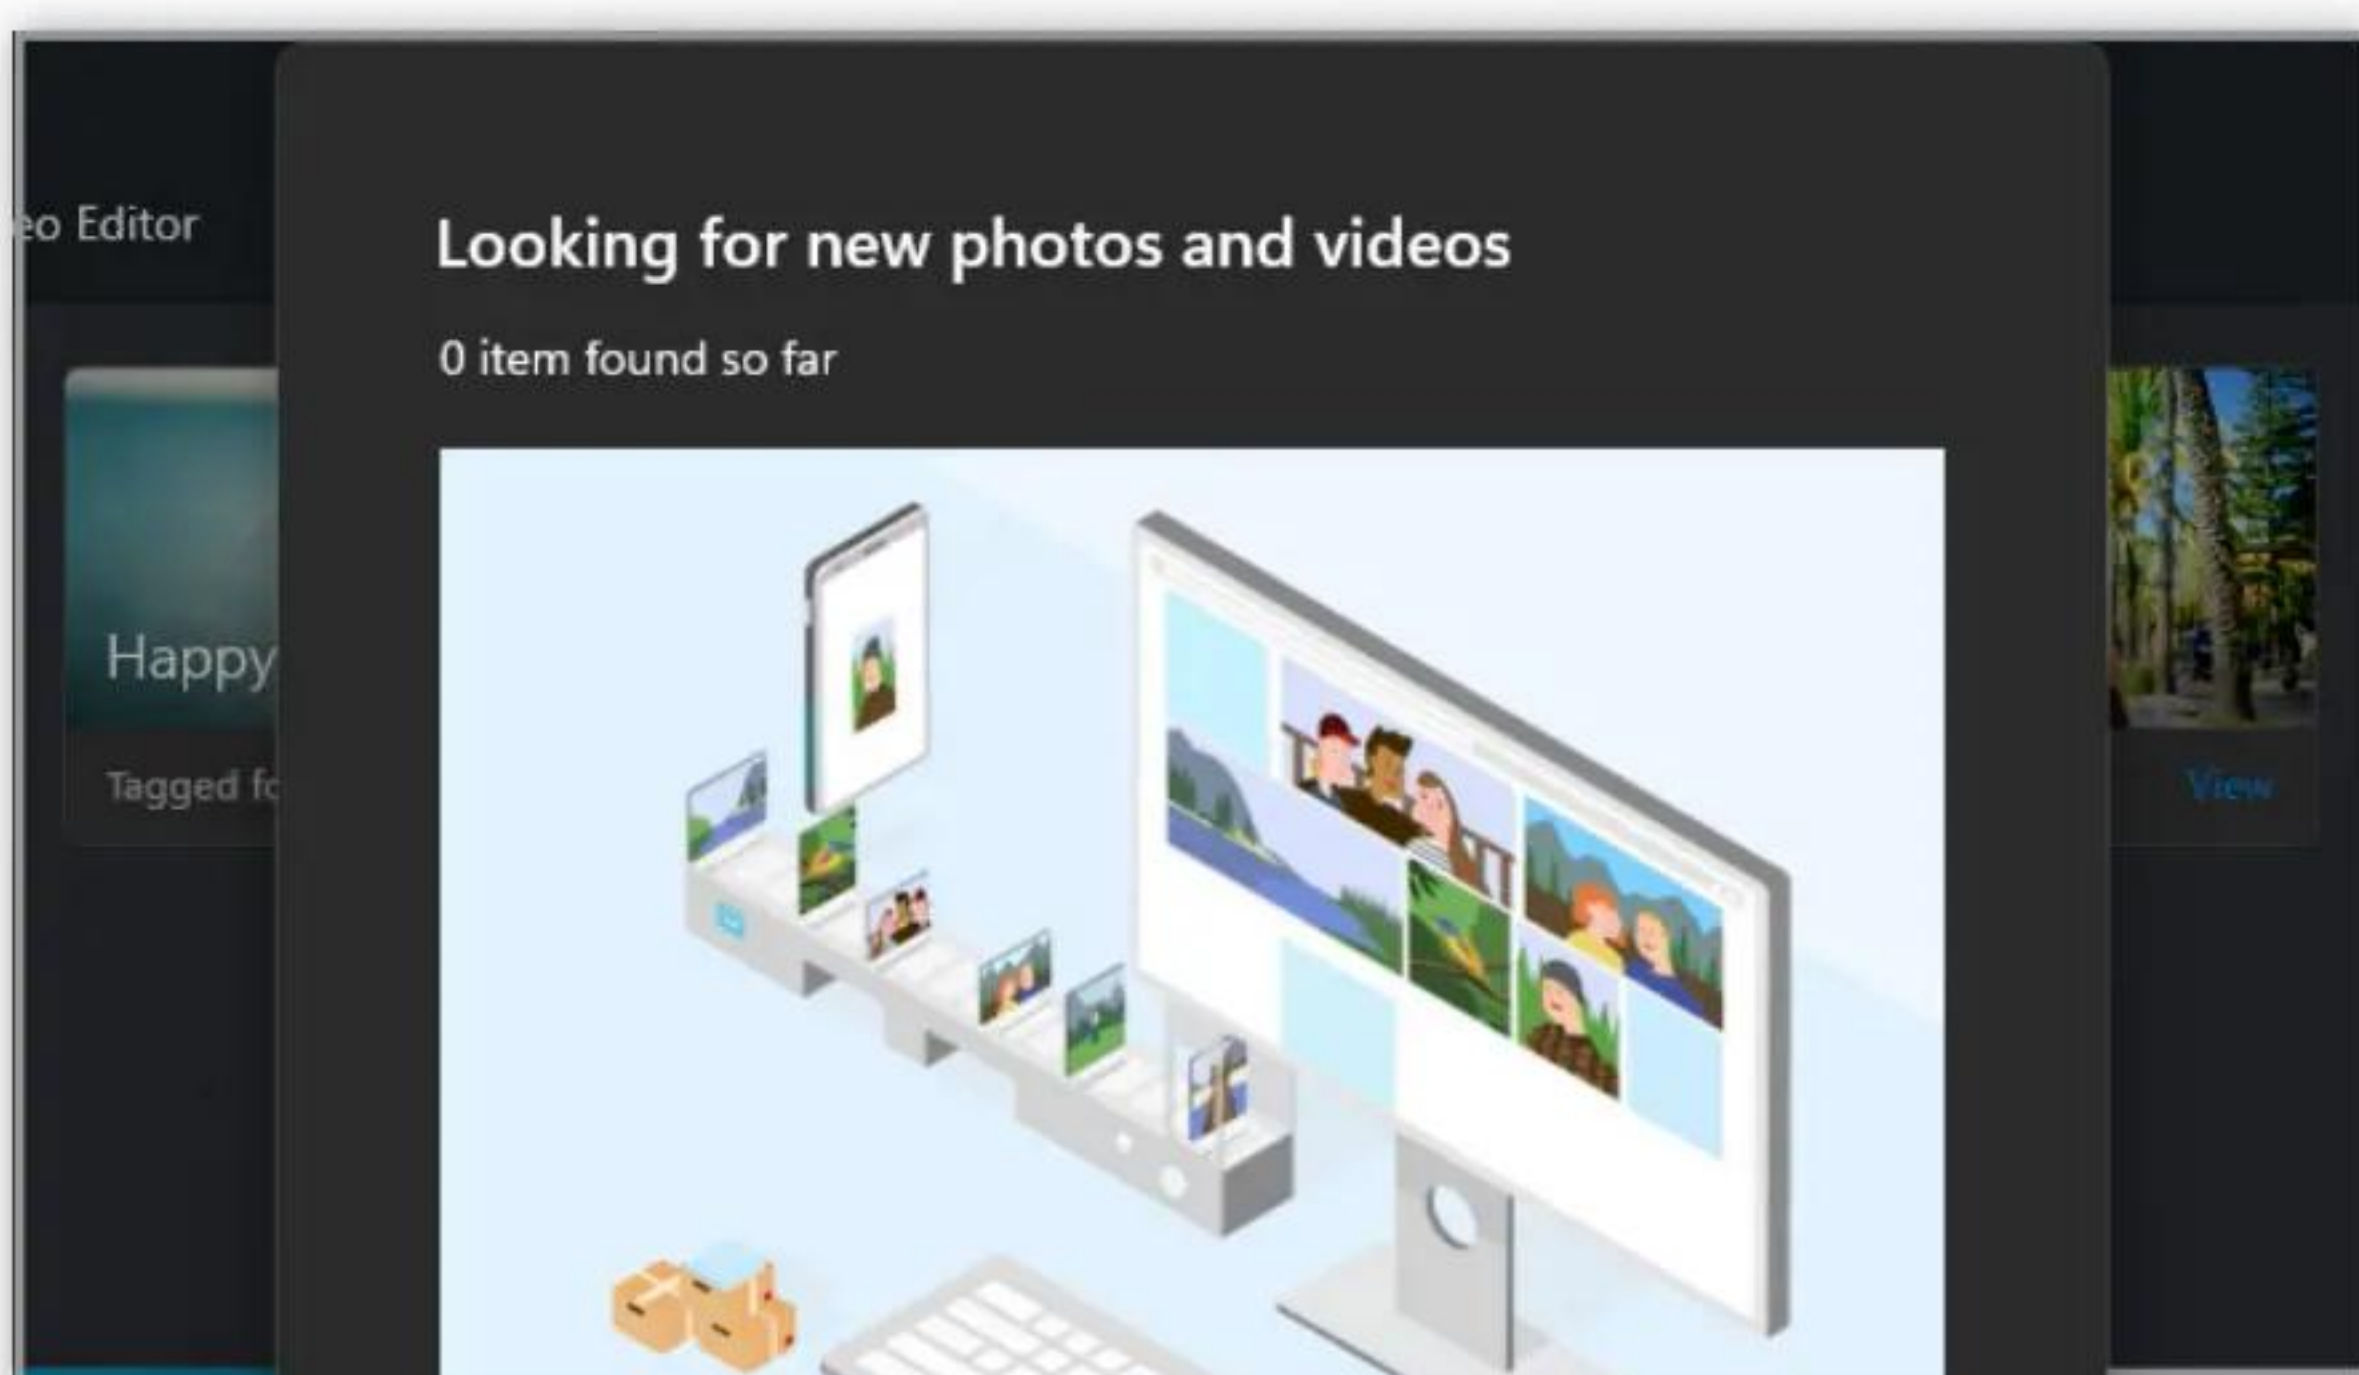 eo Editor
Looking for new photos and videos
0 item found so far
Happy
Tagged fo
View